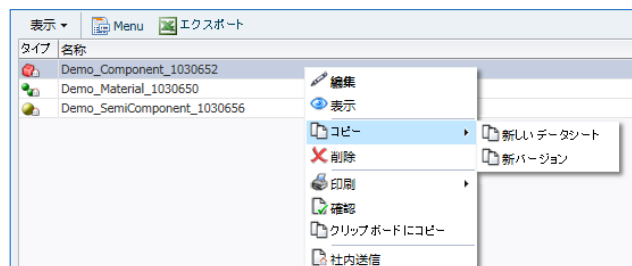 表示 Menu エクスポート
タイプ 名称
Demo_Component_1030652
Demo_Material_1030650
Demo_SemiComponent_1030656
編集
表示
コピー
新しいデータシート
新バージョン
削除
印刷
確認
クリップボードにコピー
社内送信